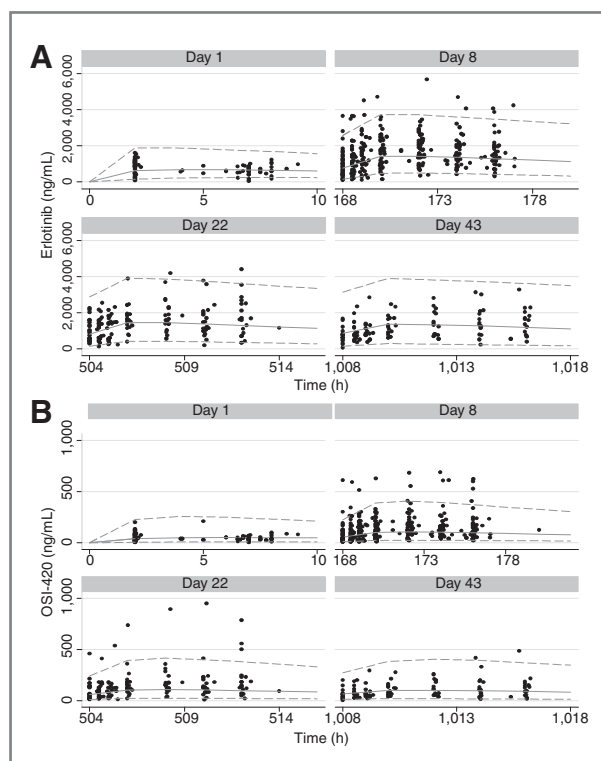 A
Day 1
Day 8
Erlotinib (ng/mL)
0 2,000 4,000 6,000
0 5 10
168 173 178
Day 22
Day 43
0 2,000 4,000 6,000
504 509 514
1,008 1,013 1,018
Time (h)
B
Day 1
Day 8
OSI-420 (ng/mL)
0 500 1,000
0 5 10
168 173 178
Day 22
Day 43
0 500 1,000
504 509 514
1,008 1,013 1,018
Time (h)